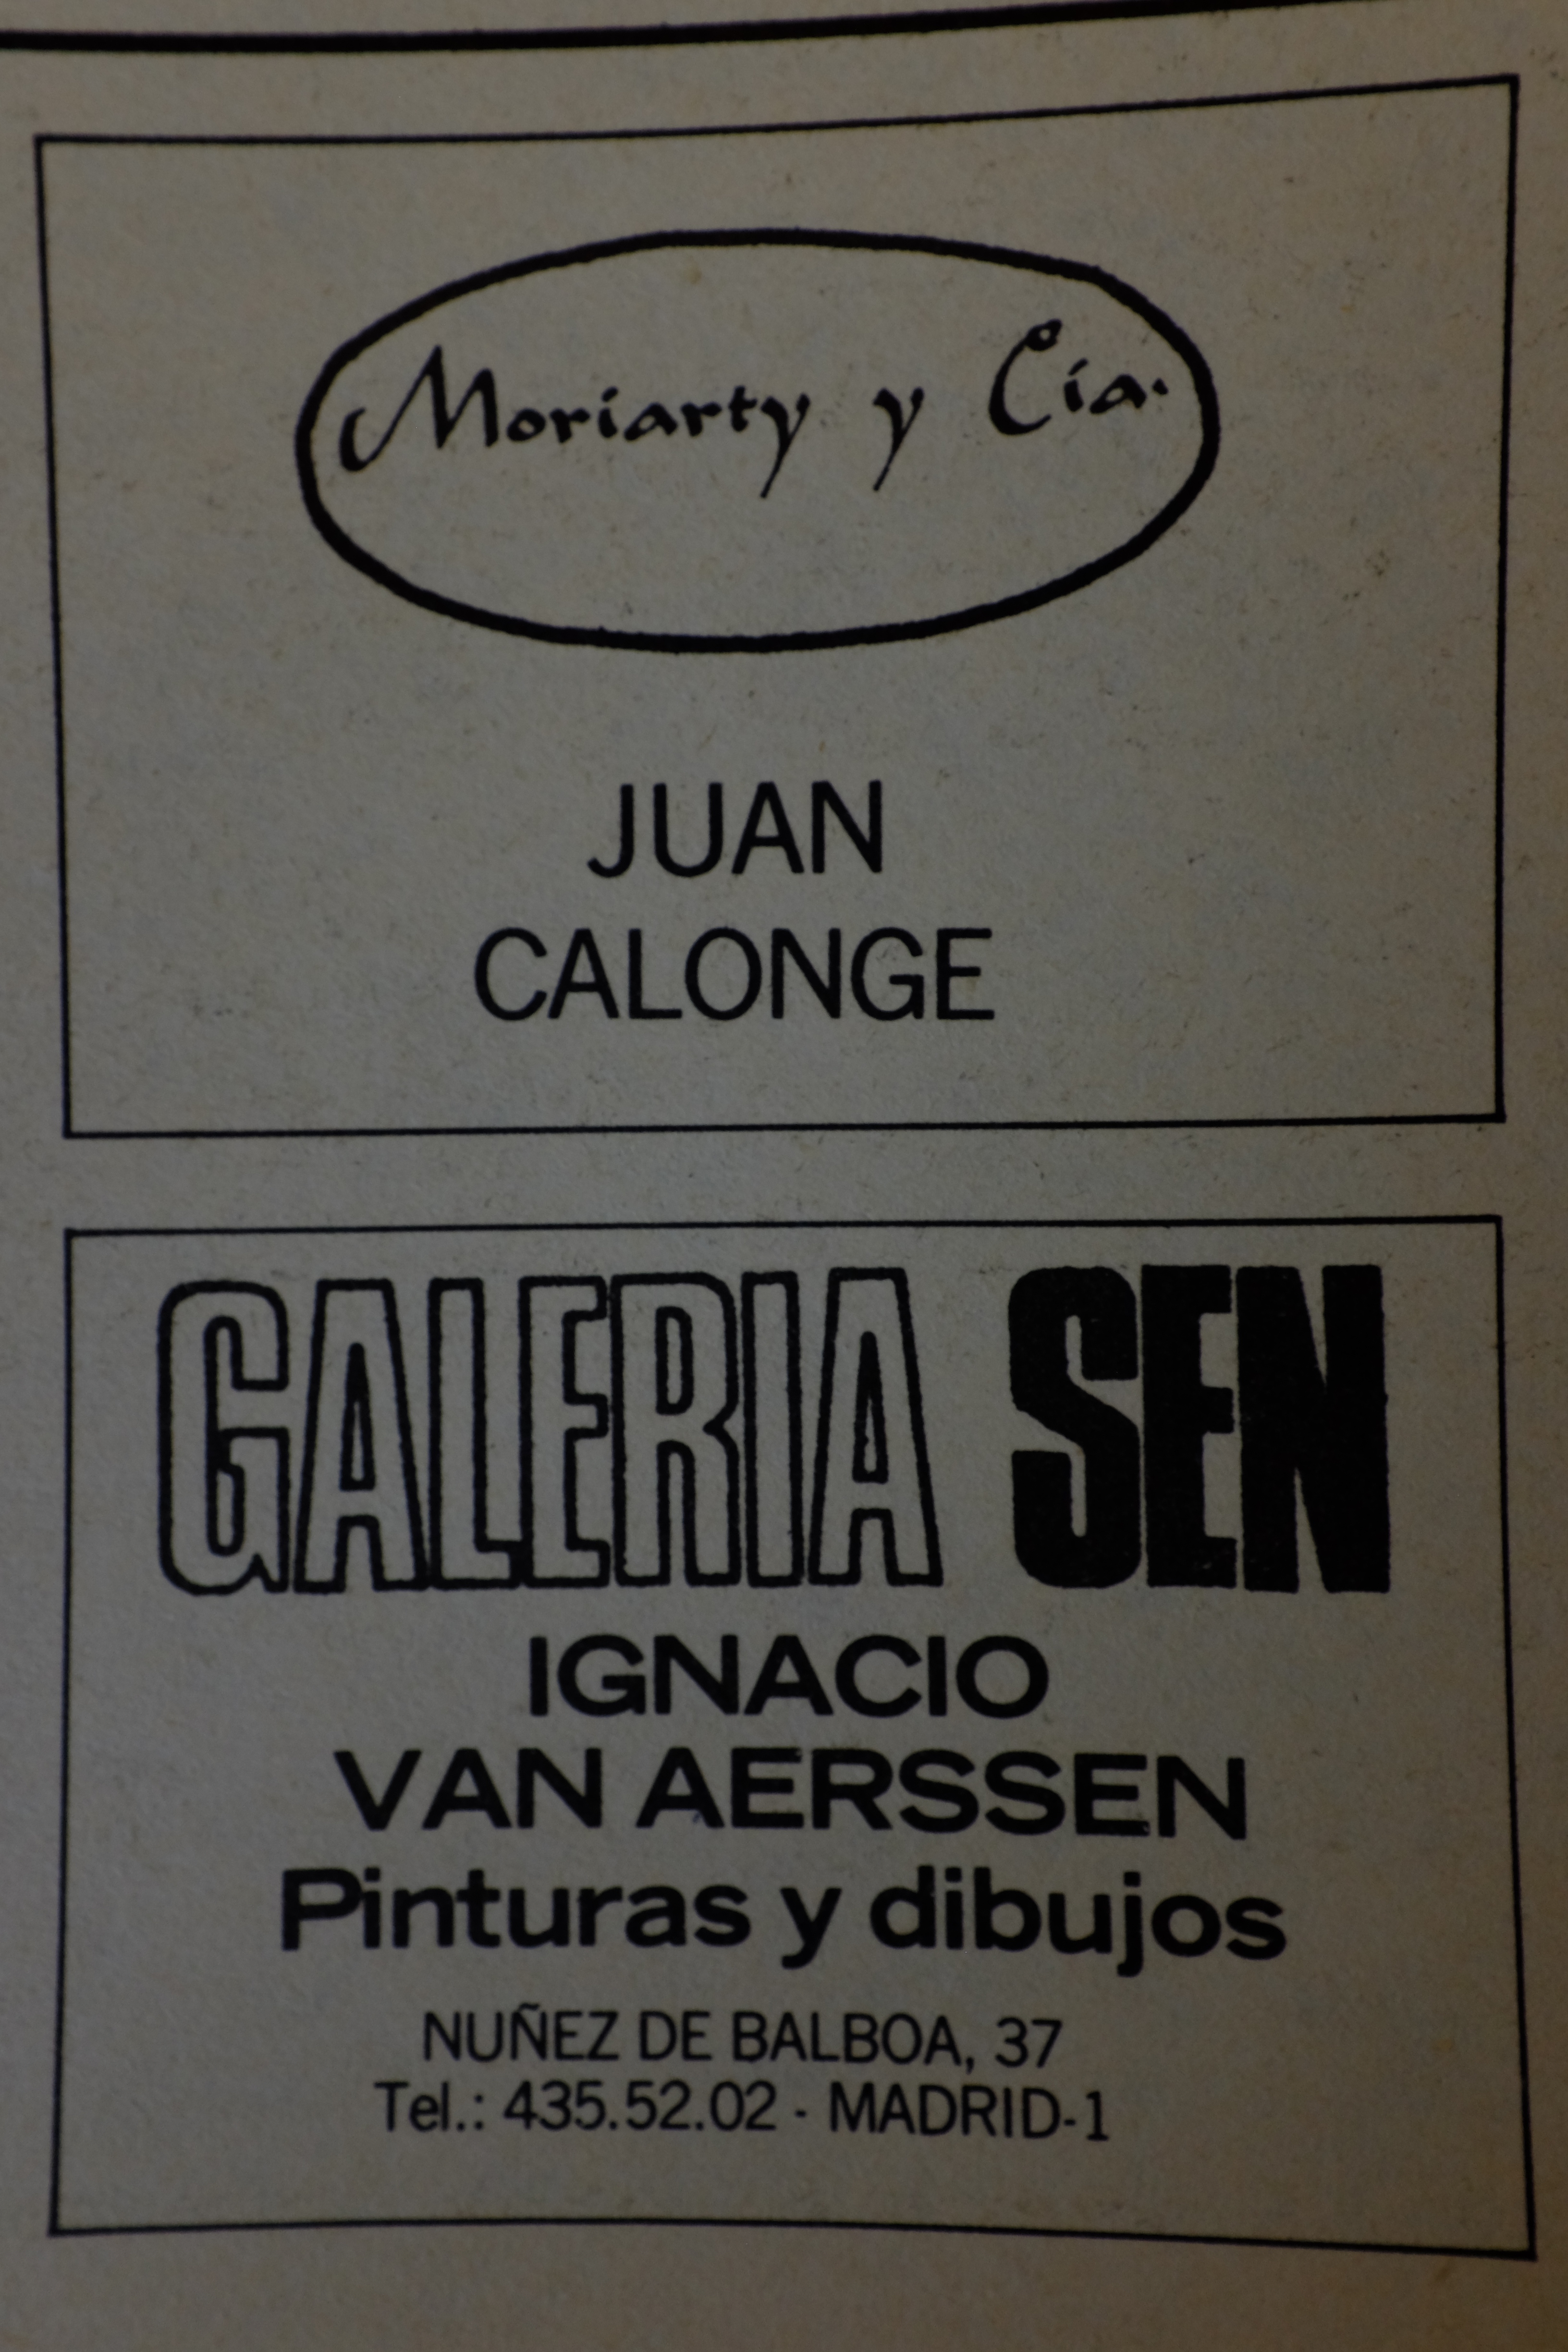 Moriarty y Cía.
JUAN
CALONGE
GALERIA SEN
IGNACIO
VAN AERSSEN
Pinturas y dibujos
NUÑEZ DE BALBOA, 37
Tel.: 435.52.02 - MADRID-1